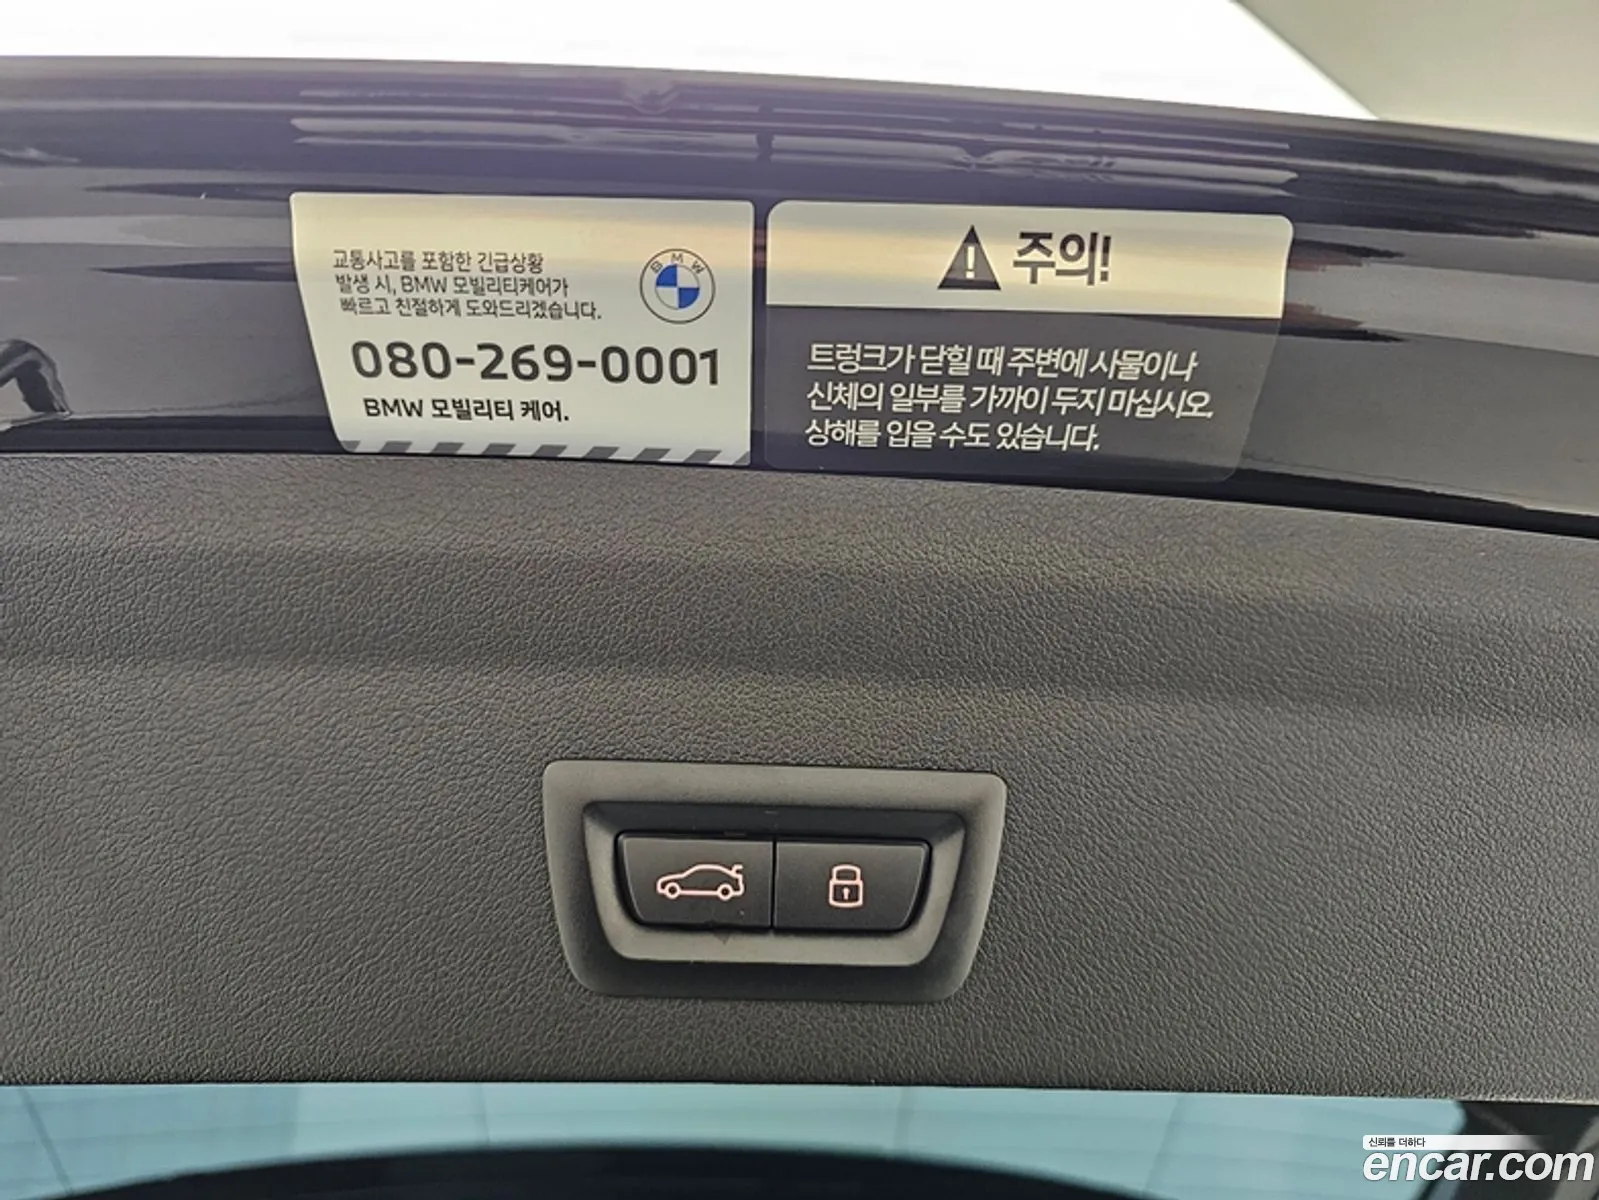 교통사고를 포함한 긴급상황
발생 시, BMW 모빌리티케어가
빠르고 친절하게 도와드리겠습니다.
BMW
080-269-0001
BMW 모빌리티 케어.
주의!
트렁크가 닫힐 때 주변에 사물이나
신체의 일부를 가까이 두지 마십시오.
상해를 입을 수도 있습니다.
신뢰를 더하다
encar.com